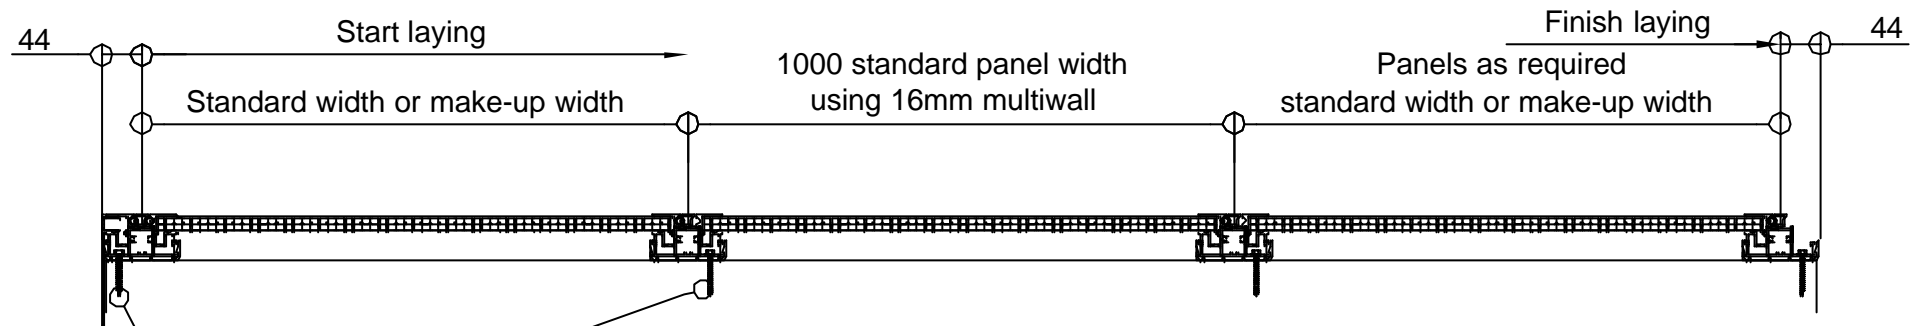 44
Start laying
Finish laying
44
1000 standard panel width
using 16mm multiwall
Panels as required
standard width or make-up width
Standard width or make-up width